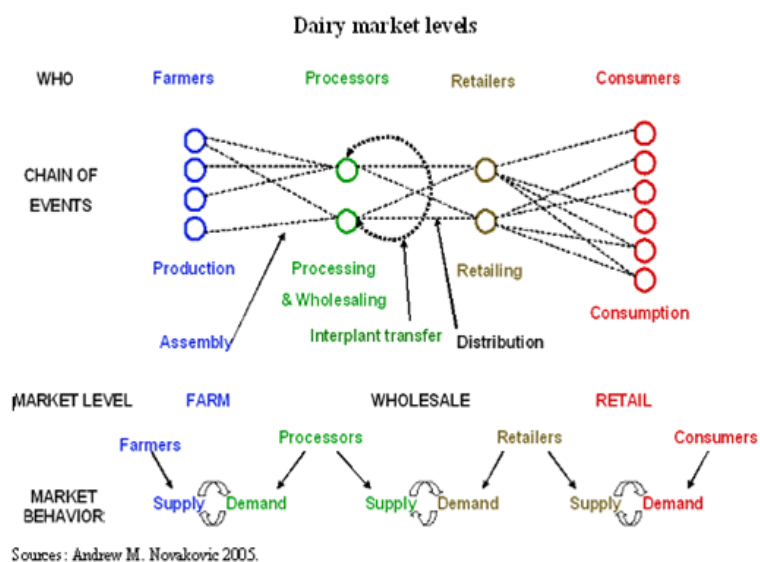 Dairy market levels
WHO Farmers Processors Retailers Consumers
CHAIN OF
EVENTS
Production Processing Retailing
& Wholesaling
Consumption
Assembly Interplant transfer Distribution
MARKET LEVEL FARM WHOLESALE RETAIL
Farmers Processors Retailers Consumers
MARKET
BEHAVIOR:
Supply Demand Supply Demand Supply Demand
Sources: Andrew M. Novakovic 2005.